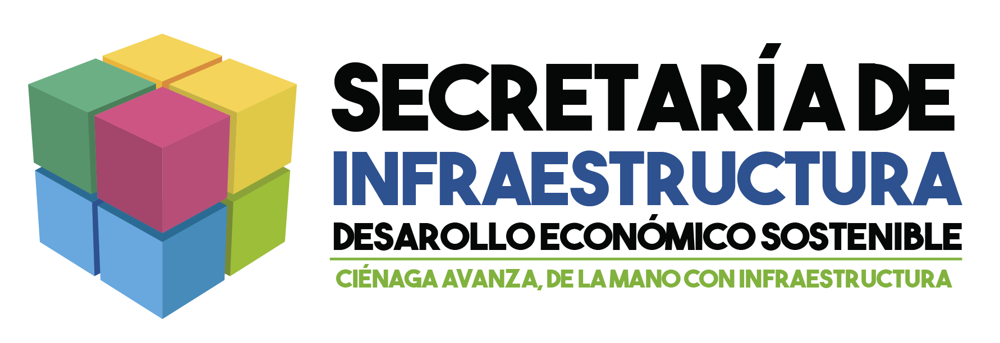 SECRETARÍA DE
INFRAESTRUCTURA
DESAROLLO ECONÓMICO SOSTENIBLE
CIÉNAGA AVANZA, DE LA MANO CON INFRAESTRUCTURA